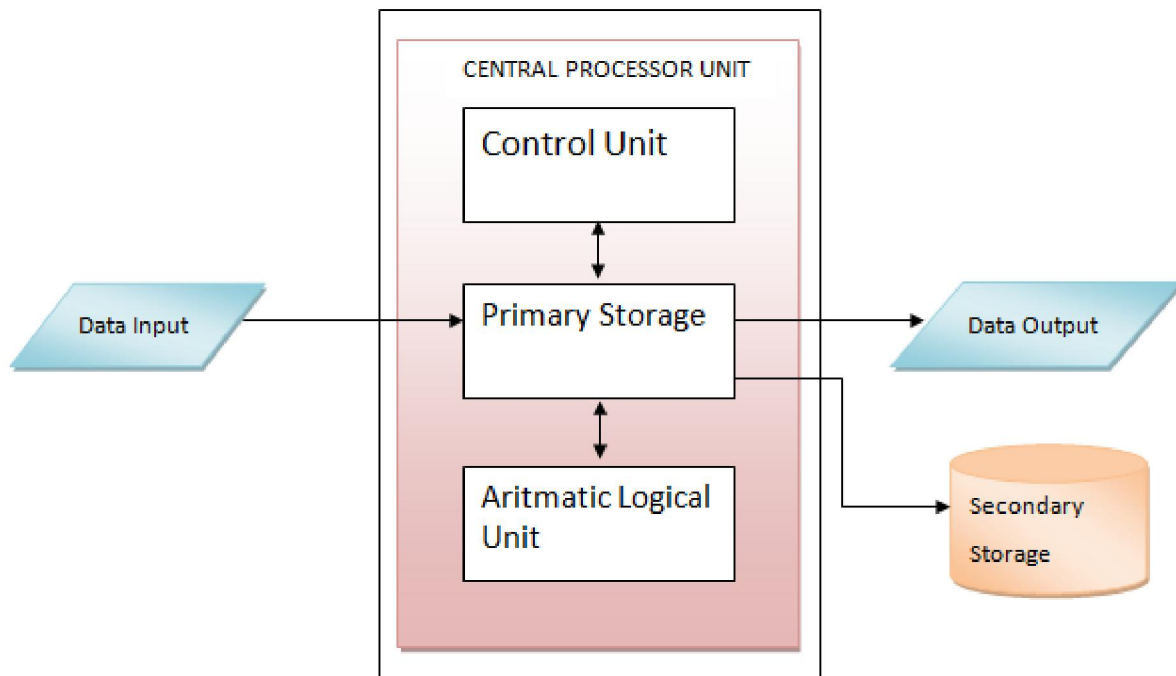 CENTRAL PROCESSOR UNIT
Control Unit
Data Input
Primary Storage
Data Output
Aritmatic Logical
Unit
Secondary
Storage